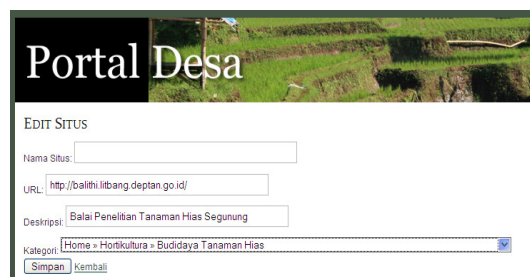 Portal Desa
EDIT SITUS
Nama Situs:
URL: http://balithi.litbang.deptan.go.id/
Deskripsi: Balai Penelitian Tanaman Hias Segunung
Kategori: Home » Hortikultura » Budidaya Tanaman Hias
Simpan Kembali